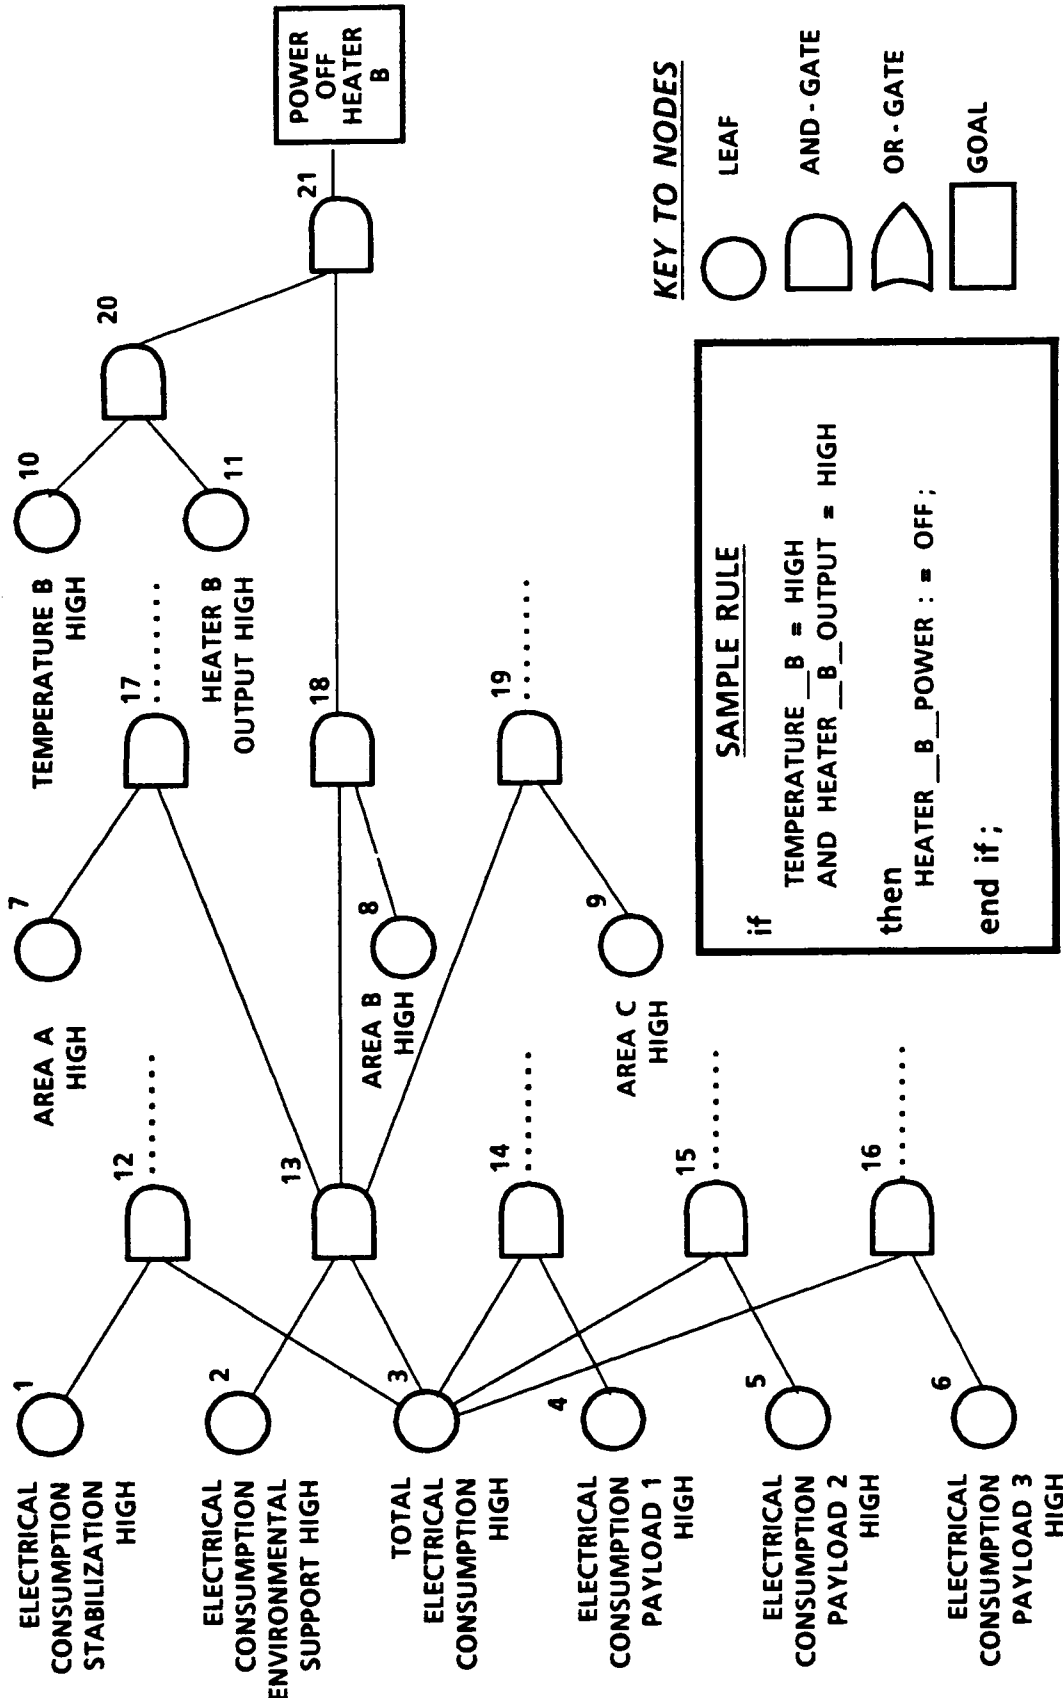 ELECTRICAL
CONSUMPTION
STABILIZATION
HIGH
1
ELECTRICAL
CONSUMPTION
ENVIRONMENTAL
SUPPORT HIGH
2
TOTAL
ELECTRICAL
CONSUMPTION
HIGH
3
ELECTRICAL
CONSUMPTION
PAYLOAD 1
HIGH
4
ELECTRICAL
CONSUMPTION
PAYLOAD 2
HIGH
5
ELECTRICAL
CONSUMPTION
PAYLOAD 3
HIGH
6
12 ........
13
14 ........
15 ........
16 ........
AREA A
HIGH
7
AREA B
HIGH
8
AREA C
HIGH
9
17 ........
18
19 ........
TEMPERATURE B
HIGH
10
HEATER B
OUTPUT HIGH
11
20
21
POWER
OFF
HEATER
B
SAMPLE RULE
if
TEMPERATURE__B = HIGH
AND HEATER__B__OUTPUT = HIGH
then
HEATER__B__POWER : = OFF;
end if;
KEY TO NODES
LEAF
AND-GATE
OR-GATE
GOAL